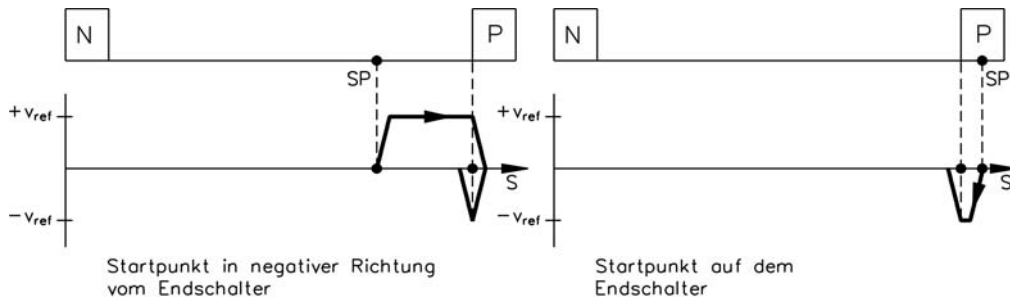 N P N P
SP SP
+ vref + vref
S S
− vref − vref
Startpunkt in negativer Richtung
vom Endschalter
Startpunkt auf dem
Endschalter